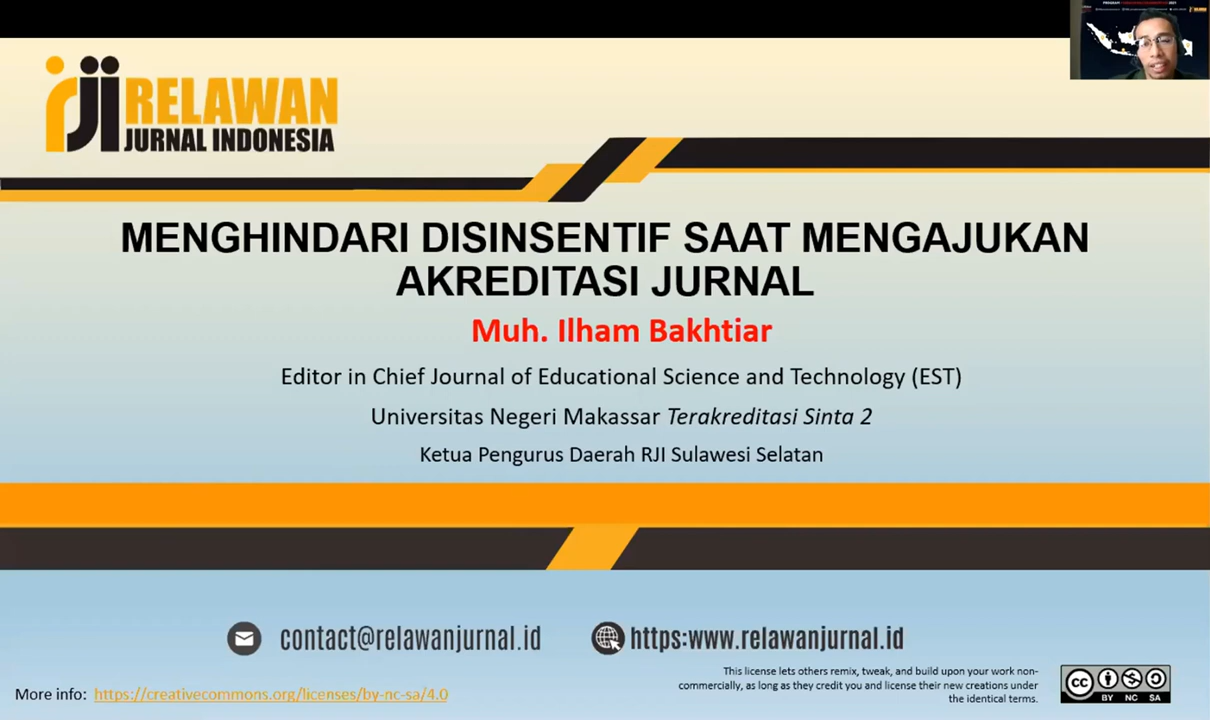 RELAWAN
JURNAL INDONESIA
MENGHINDARI DISINSENTIF SAAT MENGAJUKAN
AKREDITASI JURNAL
Muh. Ilham Bakhtiar
Editor in Chief Journal of Educational Science and Technology (EST)
Universitas Negeri Makassar Terakreditasi Sinta 2
Ketua Pengurus Daerah RJI Sulawesi Selatan
contact@relawanjurnal.id
https:www.relawanjurnal.id
This license lets others remix, tweak, and build upon your work non-
commercially, as long as they credit you and license their new creations under
the identical terms.
More info: https://creativecommons.org/licenses/by-nc-sa/4.0
CC
BY NC SA